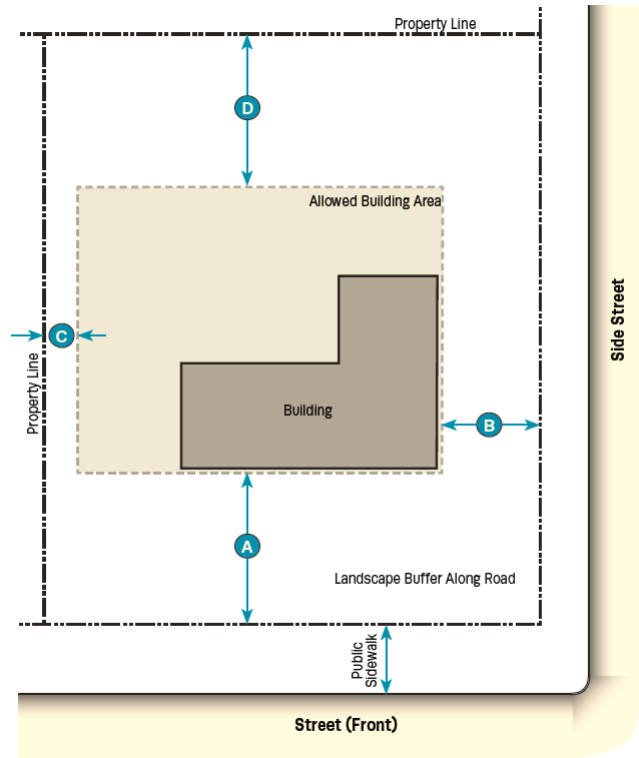 Property Line
D
Allowed Building Area
Side Street
C
Property Line
Building
B
A
Landscape Buffer Along Road
Public
Sidewalk
Street (Front)